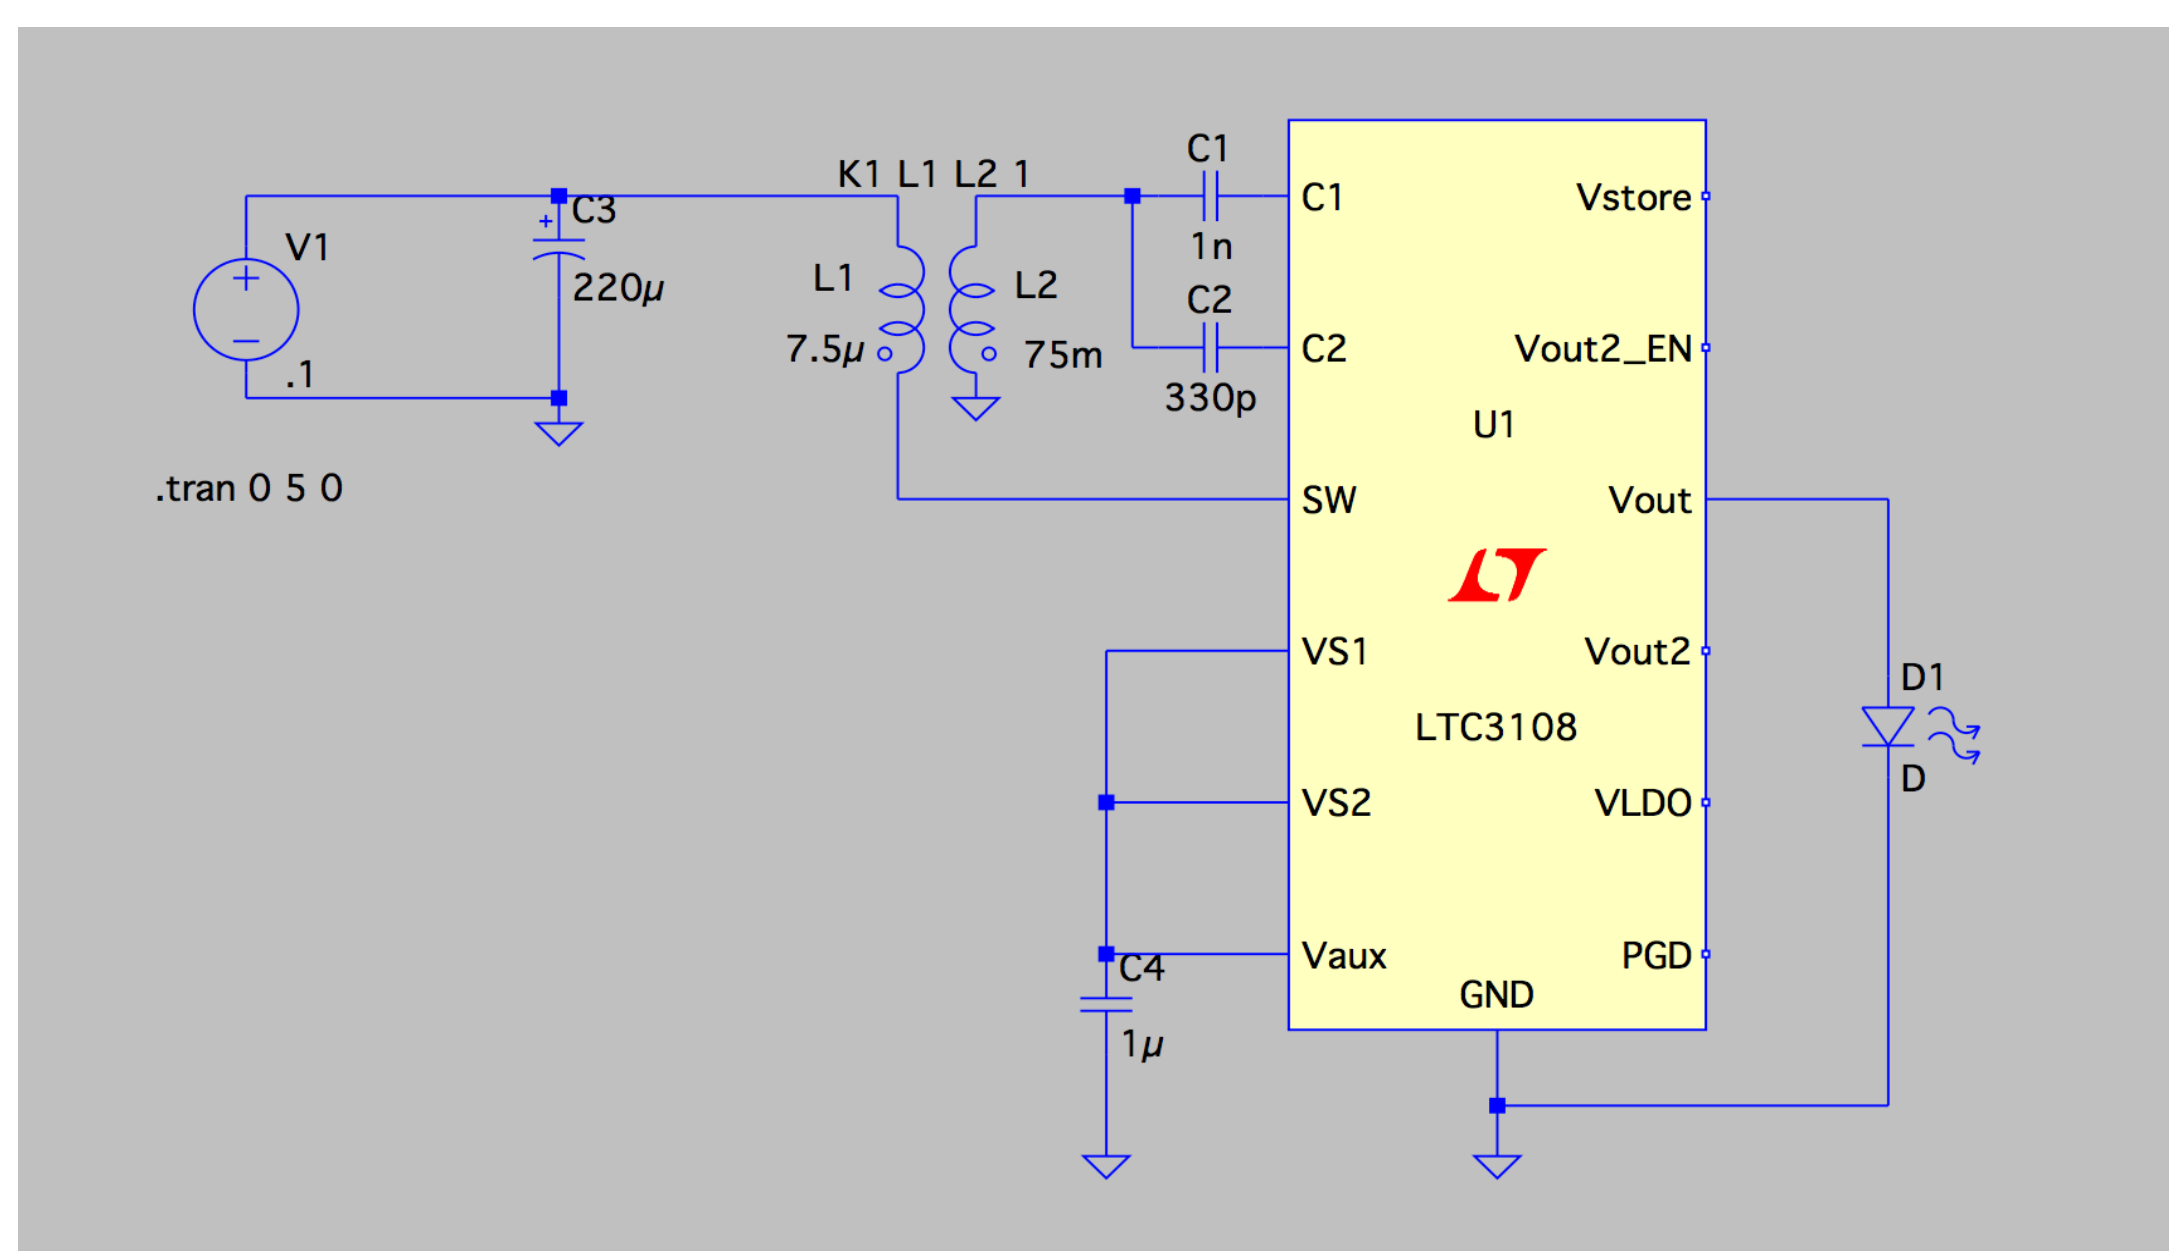 K1 L1 L2 1
V1
.1
C3
220µ
L1
7.5µ
L2
75m
C1
1n
C2
330p
.tran 0 5 0
C1
C2
SW
VS1
VS2
Vaux
GND
U1
LTC3108
Vstore
Vout2_EN
Vout
Vout2
VLDO
PGD
C4
1µ
D1
D